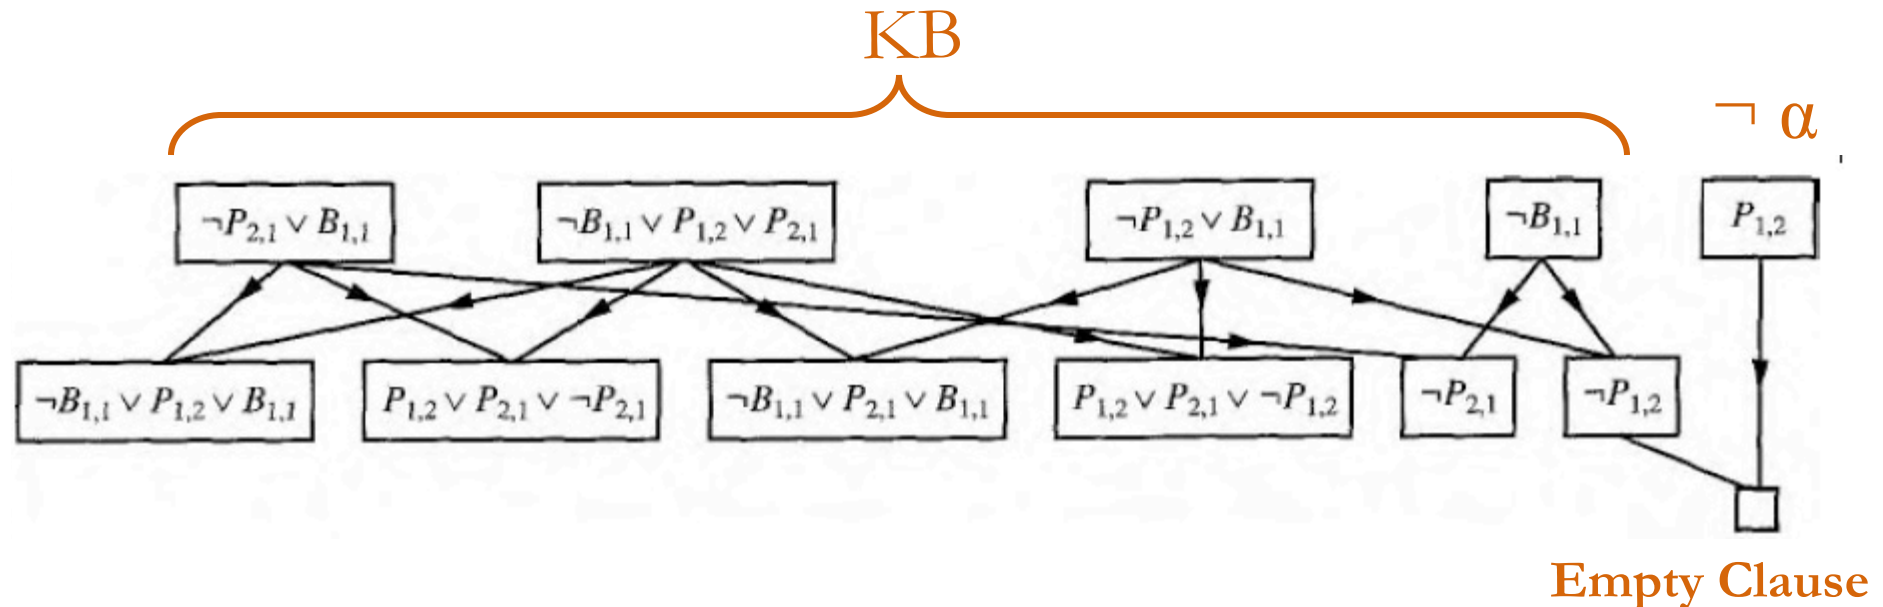 KB
¬ α
¬P2,1 ∨ B1,1
¬B1,1 ∨ P1,2 ∨ P2,1
¬P1,2 ∨ B1,1
¬B1,1
P1,2
¬B1,1 ∨ P1,2 ∨ B1,1
P1,2 ∨ P2,1 ∨ ¬P2,1
¬B1,1 ∨ P2,1 ∨ B1,1
P1,2 ∨ P2,1 ∨ ¬P1,2
¬P2,1
¬P1,2
Empty Clause